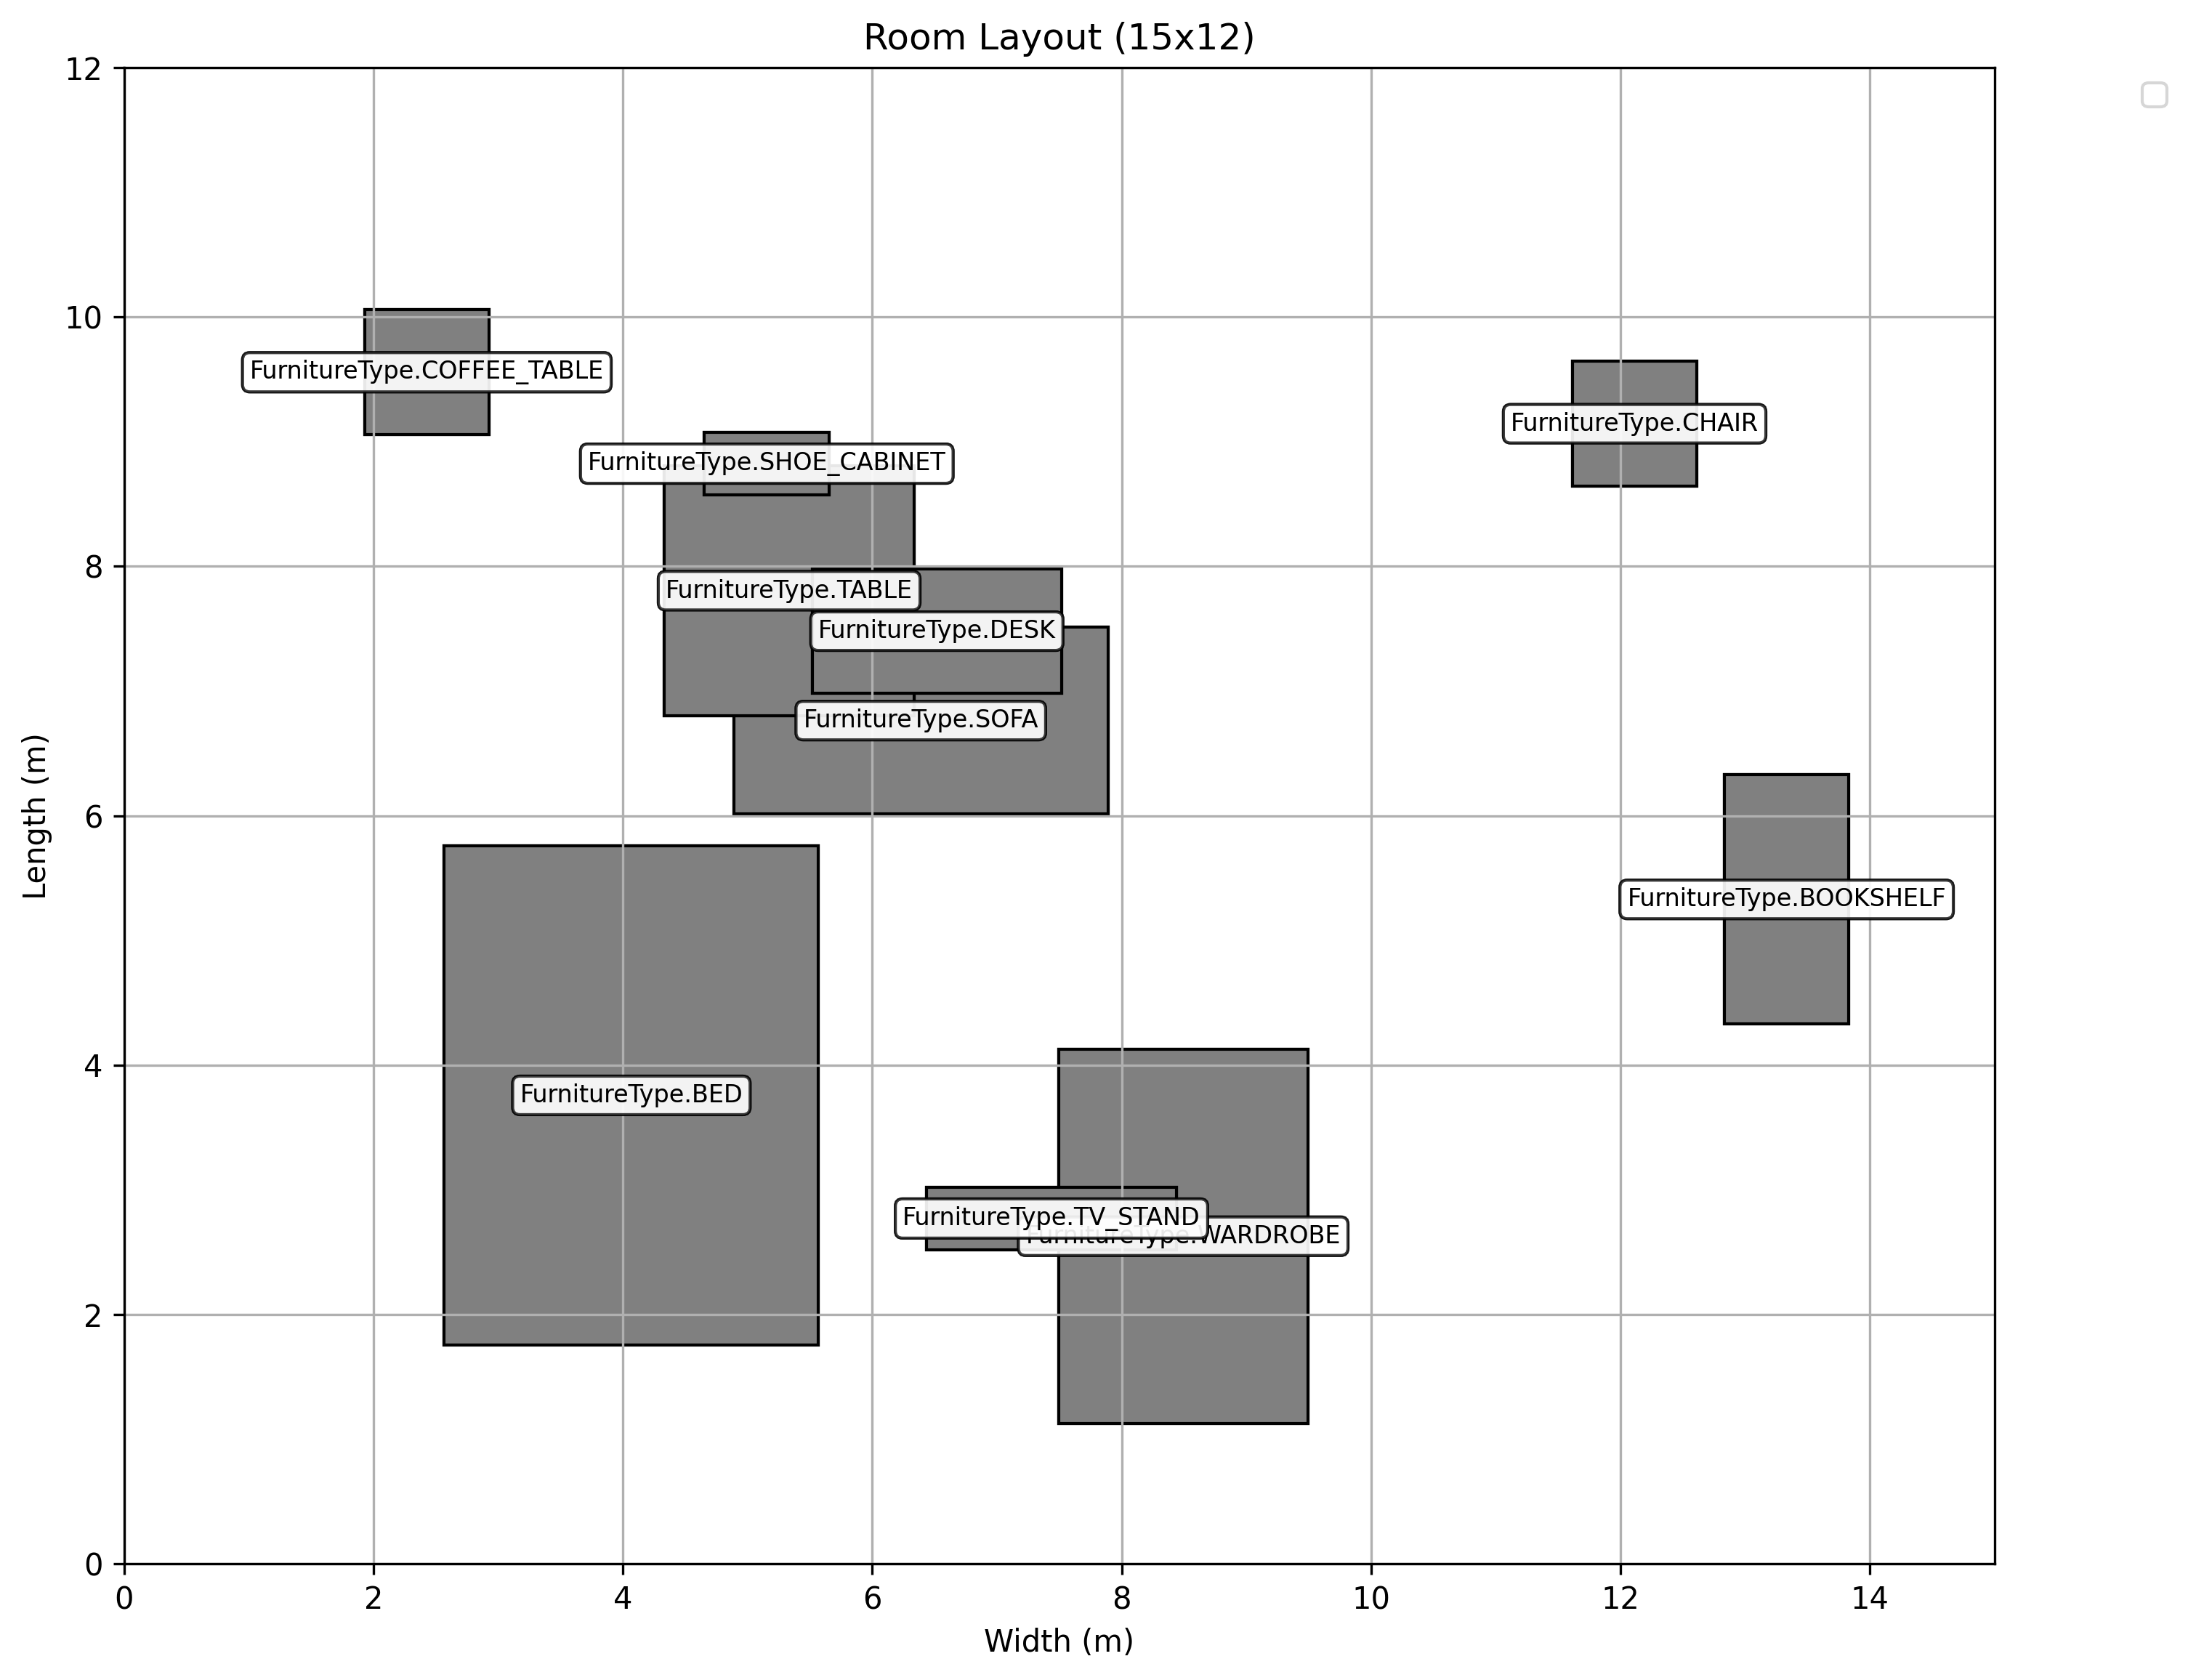 Room Layout (15x12)
12
10
8
6
4
2
0
Length (m)
FurnitureType.COFFEE_TABLE
FurnitureType.CHAIR
FurnitureType.SHOE_CABINET
FurnitureType.TABLE
FurnitureType.DESK
FurnitureType.SOFA
FurnitureType.BOOKSHELF
FurnitureType.BED
FurnitureType.TV_STAND
FurnitureType.WARDROBE
0 2 4 6 8 10 12 14
Width (m)